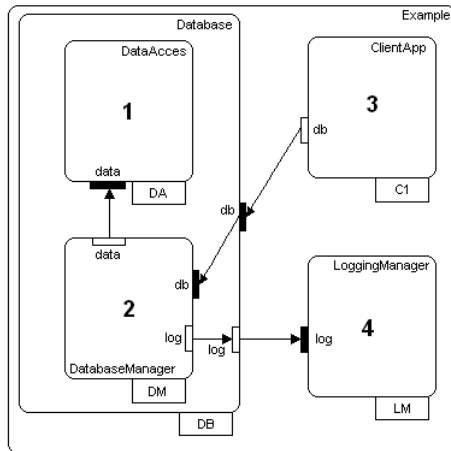 Example
Database
DataAcces
1
data
DA
ClientApp
3
db
C1
db
data
2
db
log
DatabaseManager
DM
log
DB
LoggingManager
4
log
LM